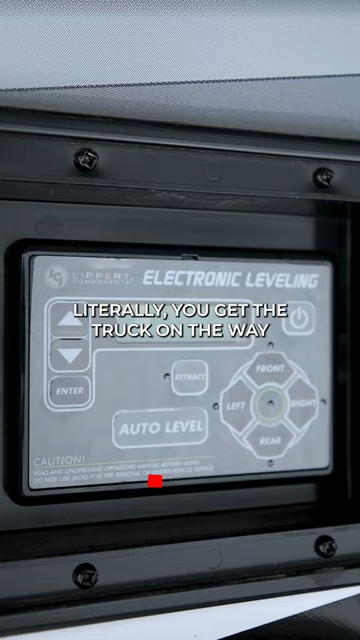 LIPPERT
COMPONENTS
ELECTRONIC LEVELING
LITERALLY, YOU GET THE
TRUCK ON THE WAY
ENTER
RETRACT
FRONT
LEFT
RIGHT
REAR
AUTO LEVEL
CAUTION!
READ AND UNDERSTAND OPERATORS MANUAL BEFORE USING
DO NOT USE JACKS FOR TIRE REMOVAL OR UNDER VEHICLE SERVICE